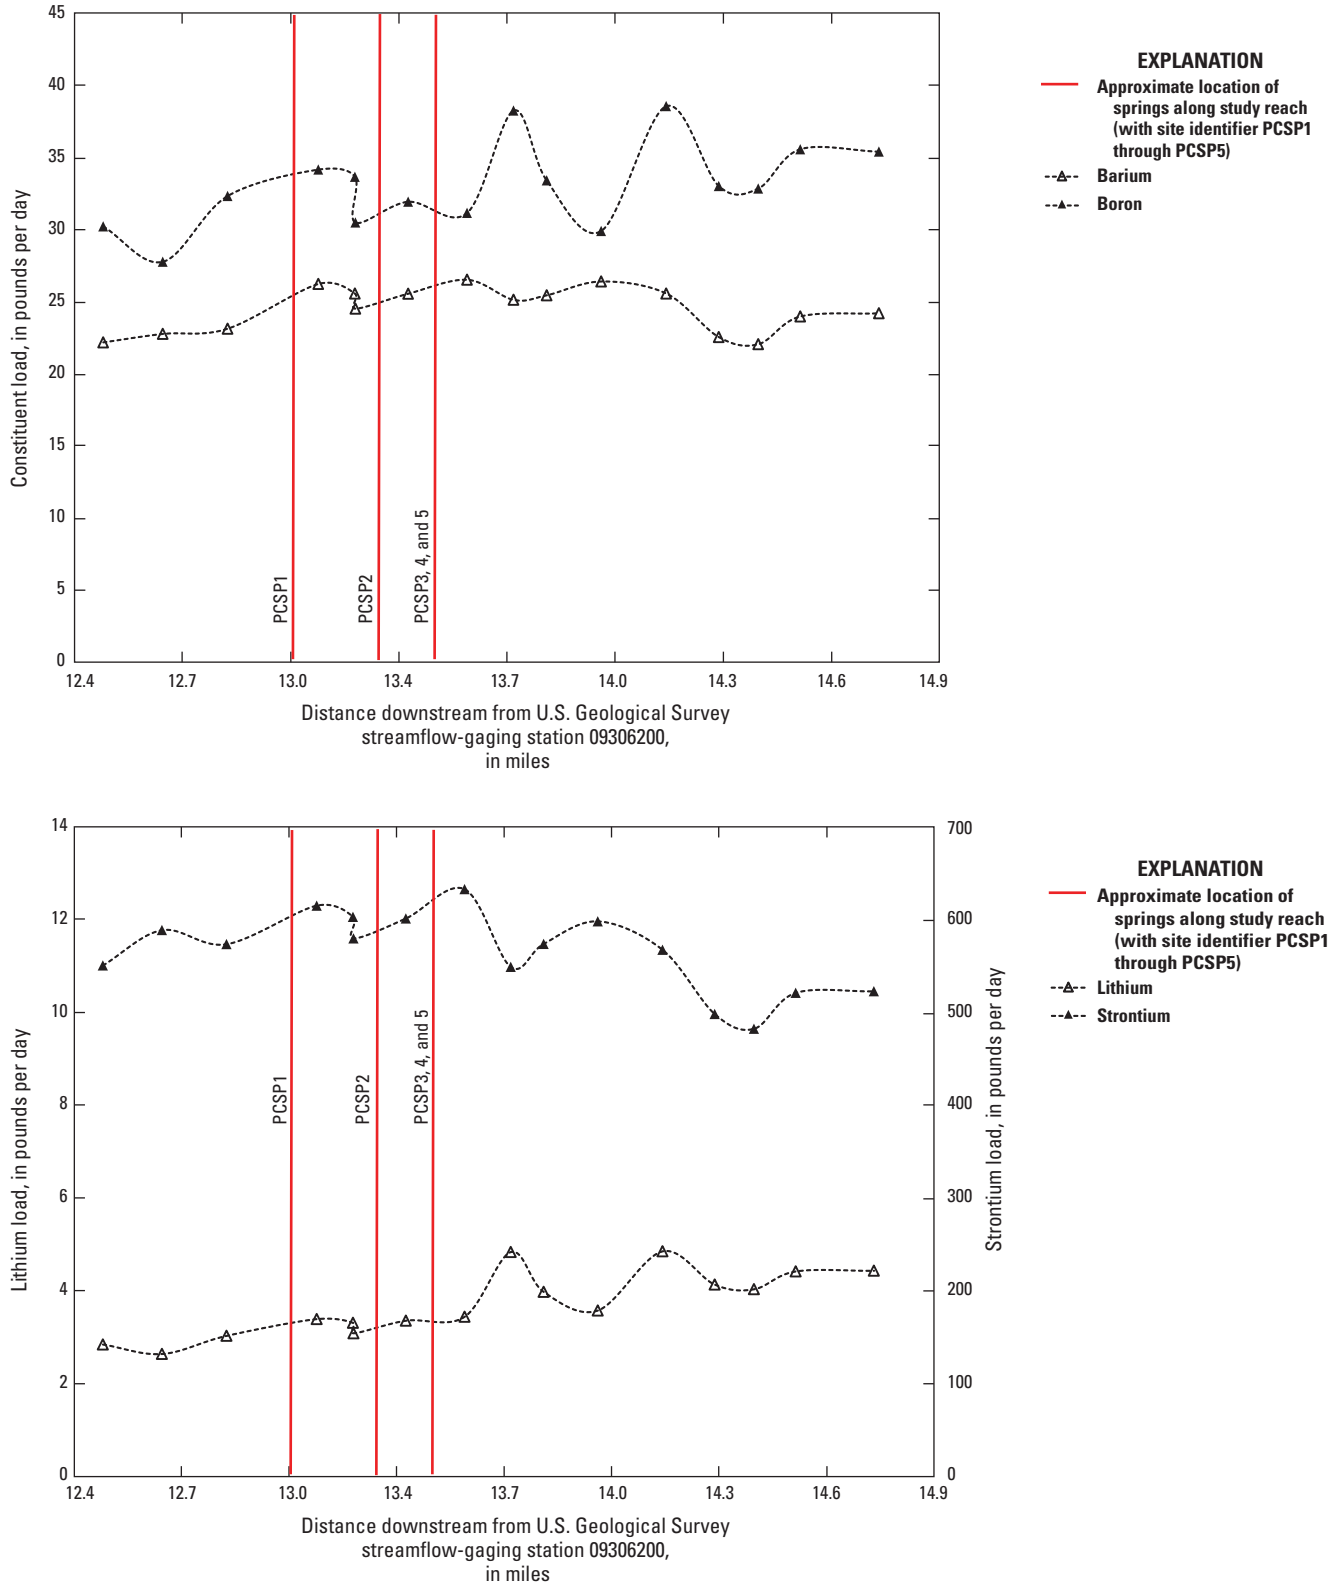 45
40
35
30
25
20
15
10
5
0
Constituent load, in pounds per day
PCSP1
PCSP2
PCSP3, 4, and 5
12.4 12.7 13.0 13.4 13.7 14.0 14.3 14.6 14.9
Distance downstream from U.S. Geological Survey
streamflow-gaging station 09306200,
in miles
EXPLANATION
Approximate location of
springs along study reach
(with site identifier PCSP1
through PCSP5)
Barium
Boron
14
12
10
8
6
4
2
0
Lithium load, in pounds per day
PCSP1
PCSP2
PCSP3, 4, and 5
700
600
500
400
300
200
100
0
Strontium load, in pounds per day
12.4 12.7 13.0 13.4 13.7 14.0 14.3 14.6 14.9
Distance downstream from U.S. Geological Survey
streamflow-gaging station 09306200,
in miles
EXPLANATION
Approximate location of
springs along study reach
(with site identifier PCSP1
through PCSP5)
Lithium
Strontium